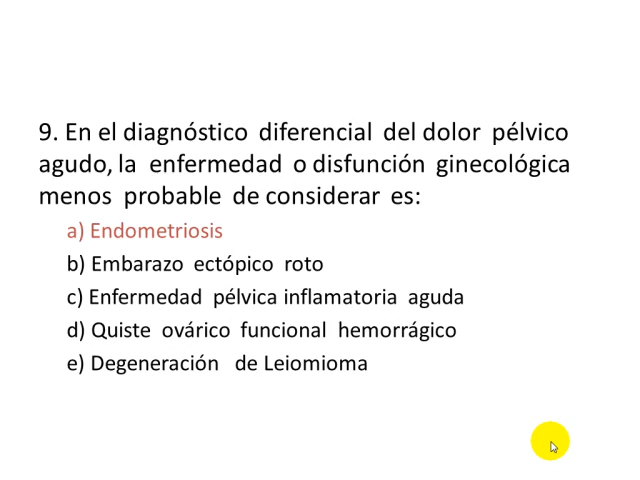 9. En el diagnóstico diferencial del dolor pélvico
agudo, la enfermedad o disfunción ginecológica
menos probable de considerar es:
a) Endometriosis
b) Embarazo ectópico roto
c) Enfermedad pélvica inflamatoria aguda
d) Quiste ovárico funcional hemorrágico
e) Degeneración de Leiomioma